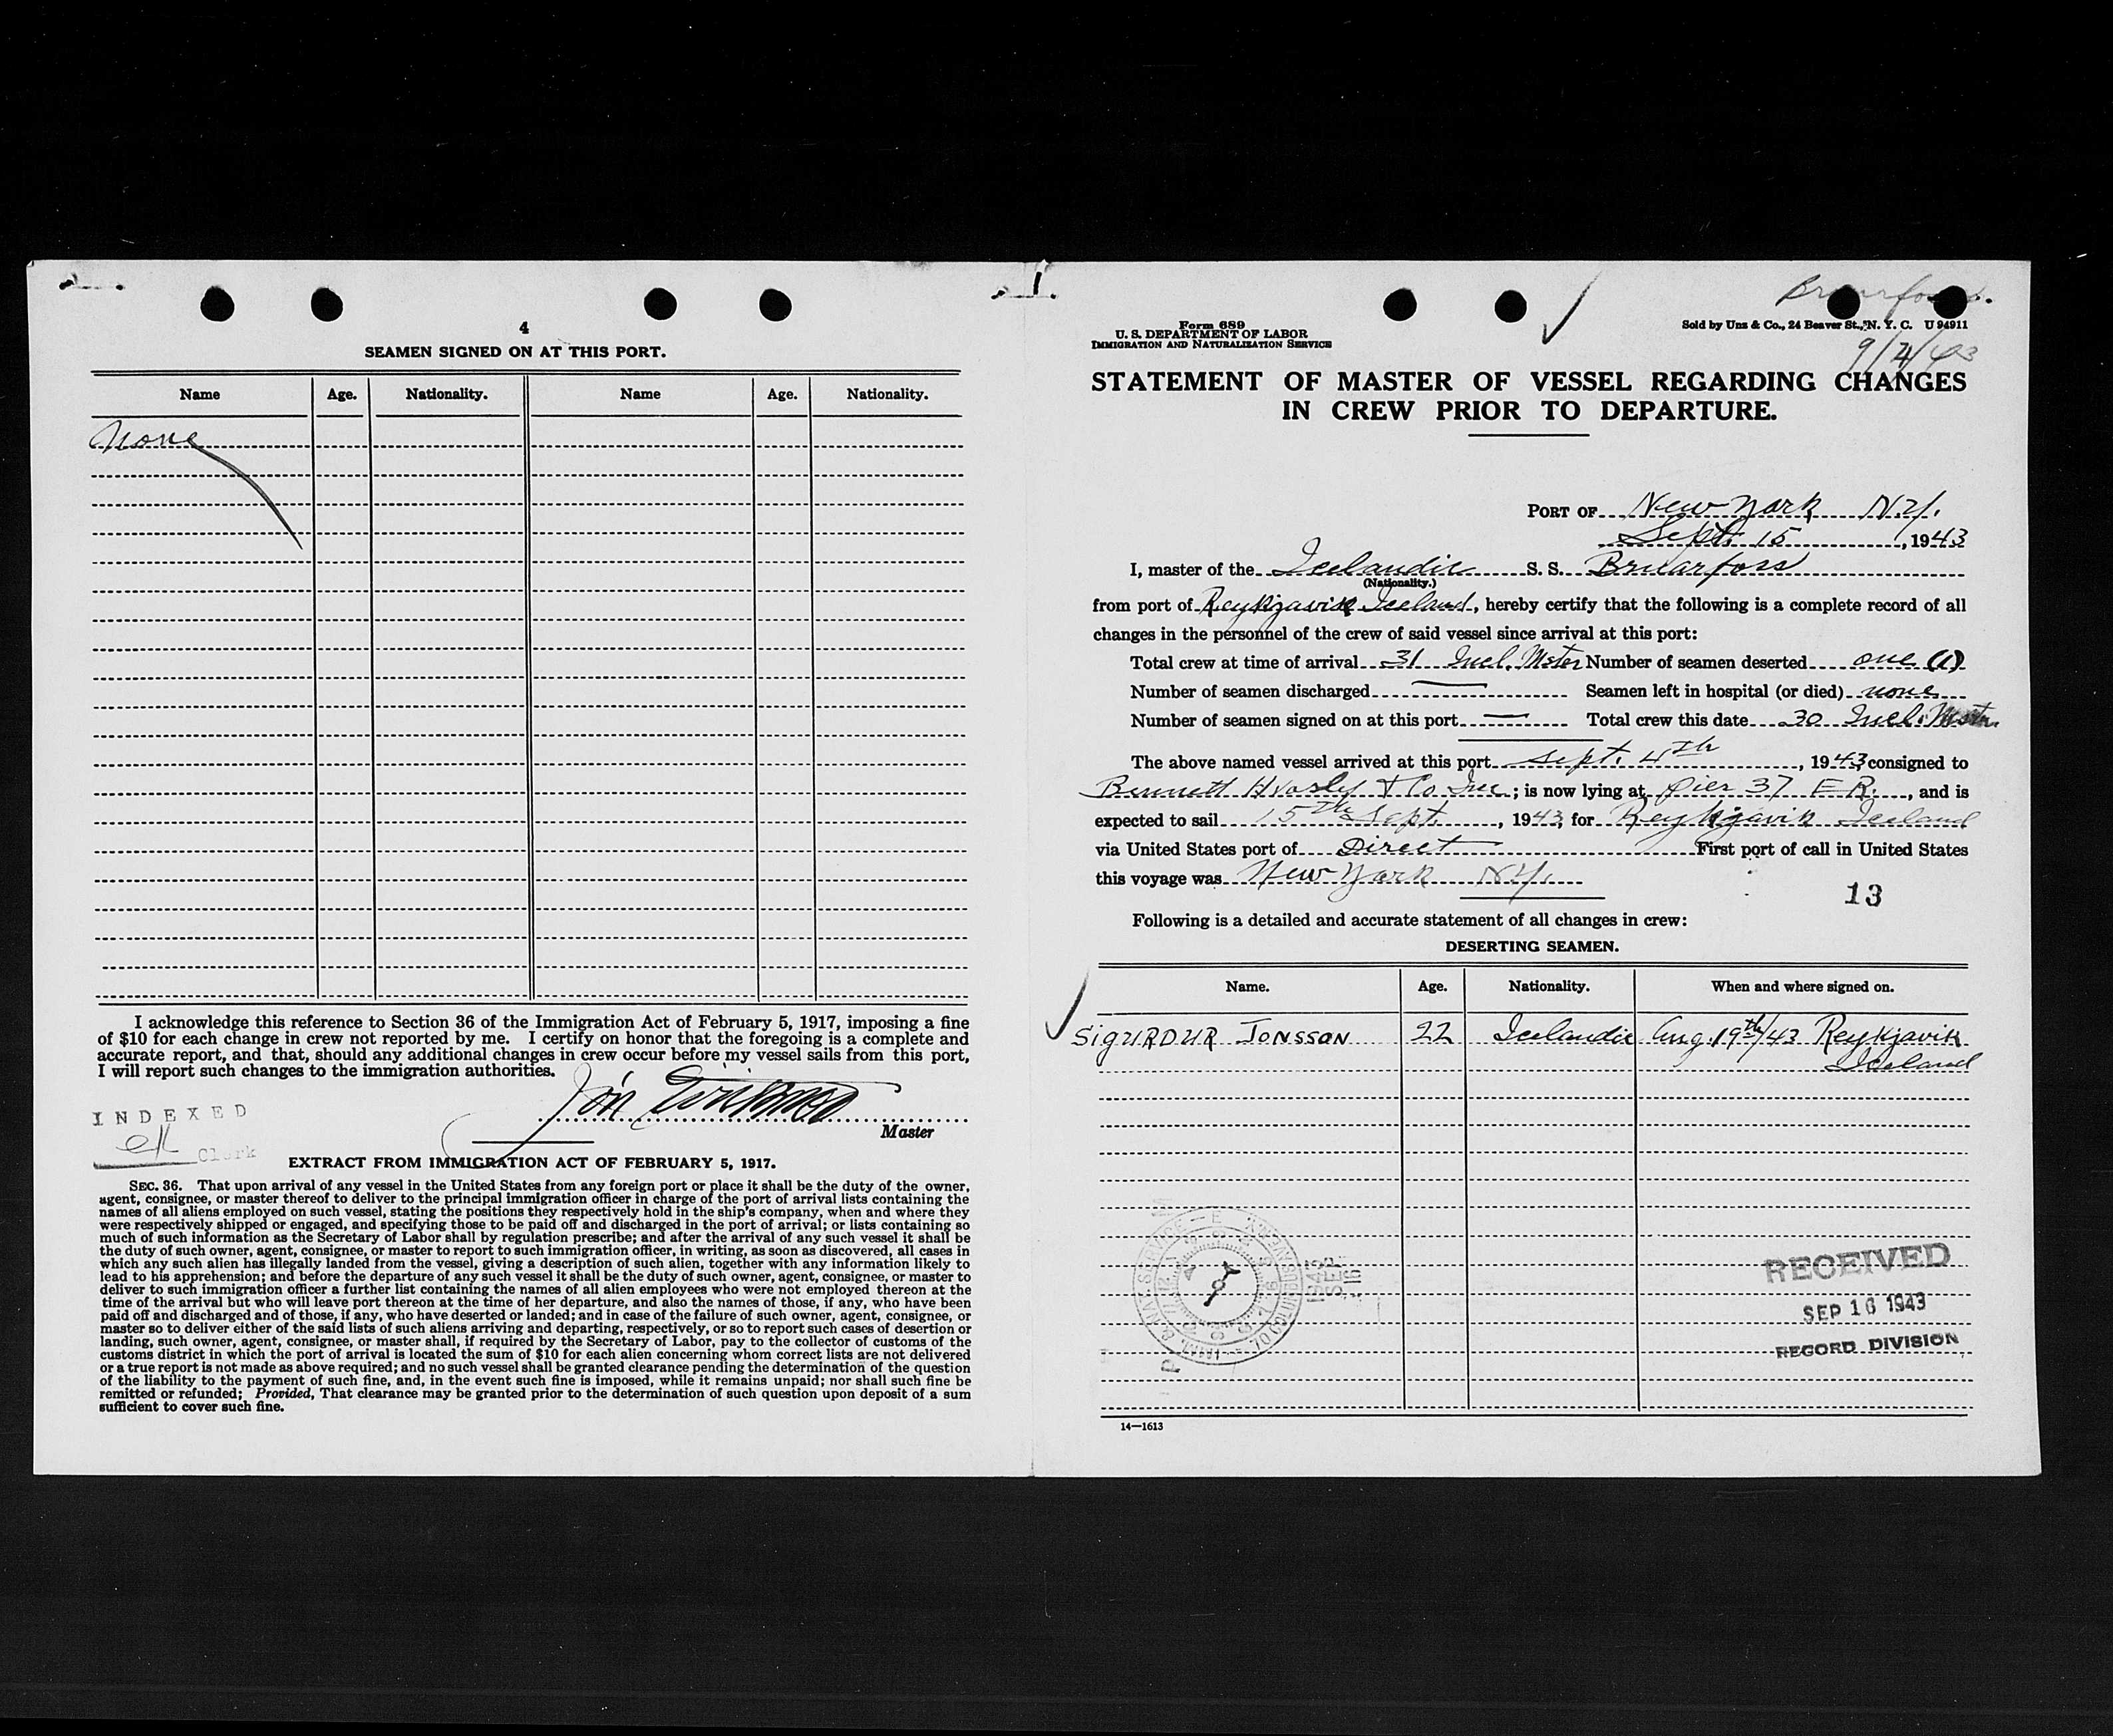 4
SEAMEN SIGNED ON AT THIS PORT.
Name Age. Nationality. Name Age. Nationality.
None
I acknowledge this reference to Section 36 of the Immigration Act of February 5, 1917, imposing a fine
of $10 for each change in crew not reported by me. I certify on honor that the foregoing is a complete and
accurate report, and that, should any additional changes in crew occur before my vessel sails from this port,
I will report such changes to the immigration authorities.
Jón
Master
INDEXED
Clerk
EXTRACT FROM IMMIGRATION ACT OF FEBRUARY 5, 1917.
SEC. 36. That upon arrival of any vessel in the United States from any foreign port or place it shall be the duty of the owner,
agent, consignee, or master thereof to deliver to the principal immigration officer in charge of the port of arrival lists containing the
names of all aliens employed on such vessel, stating the positions they respectively hold in the ship's company, when and where they
were respectively shipped or engaged, and specifying those to be paid off and discharged in the port of arrival; or lists containing so
much of such information as the Secretary of Labor shall by regulation prescribe; and after the arrival of any such vessel it shall be
the duty of such owner, agent, consignee, or master to report to such immigration officer, in writing, as soon as discovered, all cases in
which any such alien has illegally landed from the vessel, giving a description of such alien, together with any information likely to
lead to his apprehension; and before the departure of any such vessel it shall be the duty of such owner, agent, consignee, or master to
deliver to such immigration officer a further list containing the names of all alien employees who were not employed thereon at the
time of the arrival but who will leave port thereon at the time of her departure, and also the names of those, if any, who have been
paid off and discharged and of those, if any, who have deserted or landed; and in case of the failure of such owner, agent, consignee, or
master so to deliver either of the said lists of such aliens arriving and departing, respectively, or so to report such cases of desertion or
landing, such owner, agent, consignee, or master shall, if required by the Secretary of Labor, pay to the collector of customs of the
customs district in which the port of arrival is located the sum of $10 for each alien concerning whom correct lists are not delivered
or a true report is not made as above required; and no such vessel shall be granted clearance pending the determination of the question
of the liability to the payment of such fine, and, in the event such fine is imposed, while it remains unpaid; nor shall such fine be
remitted or refunded; Provided, That clearance may be granted prior to the determination of such question upon deposit of a sum
sufficient to cover such fine.
1
Bruarfoss.
Form 689
U. S. DEPARTMENT OF LABOR
IMMIGRATION AND NATURALIZATION SERVICE
Sold by Unz & Co., 24 Beaver St., N. Y. C. U 94911
9/4/43
STATEMENT OF MASTER OF VESSEL REGARDING CHANGES
IN CREW PRIOR TO DEPARTURE.
PORT OF New York N.Y.
Sept. 15, 1943
I, master of the Icelandic S. S. Bruarfoss
(Nationality.)
from port of Reykjavik Iceland, hereby certify that the following is a complete record of all
changes in the personnel of the crew of said vessel since arrival at this port:
Total crew at time of arrival 31 Incl. Mster Number of seamen deserted one (1)
Number of seamen discharged — Seamen left in hospital (or died) none
Number of seamen signed on at this port — Total crew this date 30 Incl. Mstr.
The above named vessel arrived at this port Sept. 4th, 1943, consigned to
Bennett & Co Inc; is now lying at Pier 37 E R., and is
expected to sail 15th Sept., 1943, for Reykjavik Iceland
via United States port of Direct First port of call in United States
this voyage was New York N.Y.
13
Following is a detailed and accurate statement of all changes in crew:
DESERTING SEAMEN.
Name. Age. Nationality. When and where signed on.
SIGURDUR JONSSON 22 Icelandic Aug. 19th/43 Reykjavik
Iceland
1943
SEP
16
RECEIVED
SEP 16 1943
RECORD DIVISION
14—1613